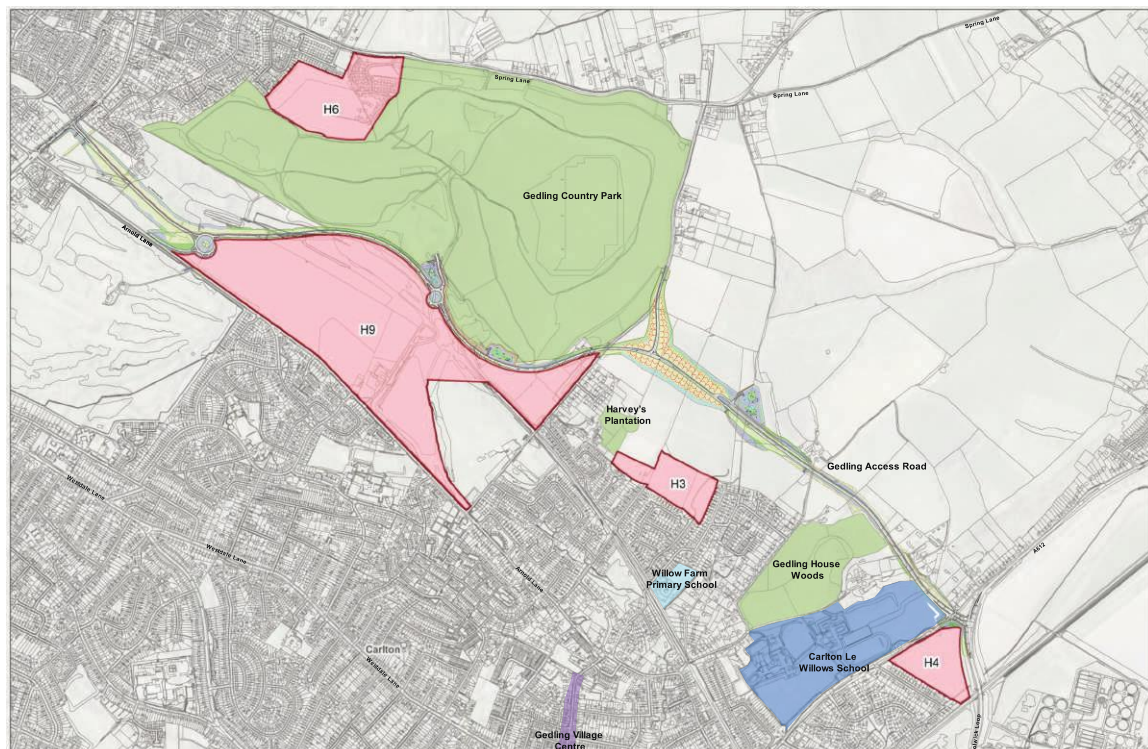 Spring Lane
Spring Lane
Spring Lane
H6
Gedling Country Park
Arnold Lane
H9
Harvey's
Plantation
Gedling Access Road
H3
Westdale Lane
Westdale Lane
A612
Gedling House
Woods
Willow Farm
Primary School
Arnold Lane
Carlton
Carlton Le
Willows School
H4
Westdale Lane
Gedling Village
Centre